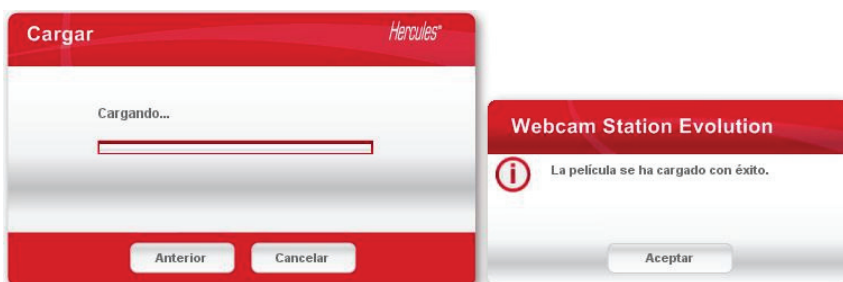 Cargar
Hercules®
Cargando...
Anterior
Cancelar
Webcam Station Evolution
La película se ha cargado con éxito.
Aceptar